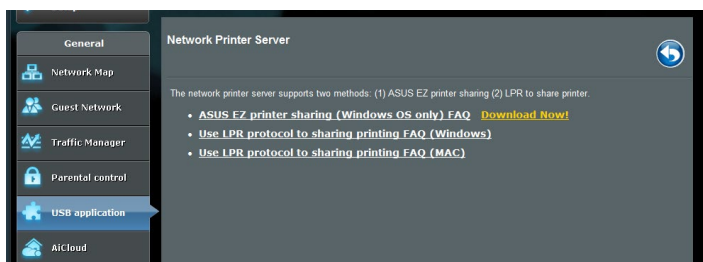 General
Network Map
Guest Network
Traffic Manager
Parental control
USB application
AiCloud
Network Printer Server
The network printer server supports two methods: (1) ASUS EZ printer sharing (2) LPR to share printer.
ASUS EZ printer sharing (Windows OS only) FAQ Download Now!
Use LPR protocol to sharing printing FAQ (Windows)
Use LPR protocol to sharing printing FAQ (MAC)